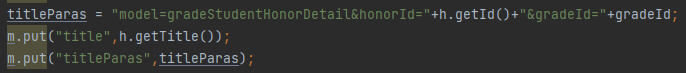 titleParas = "model=gradeStudentHonorDetail&honorId="+h.getId()+"&gradeId="+gradeId;
m.put("title",h.getTitle());
m.put("titleParas",titleParas);